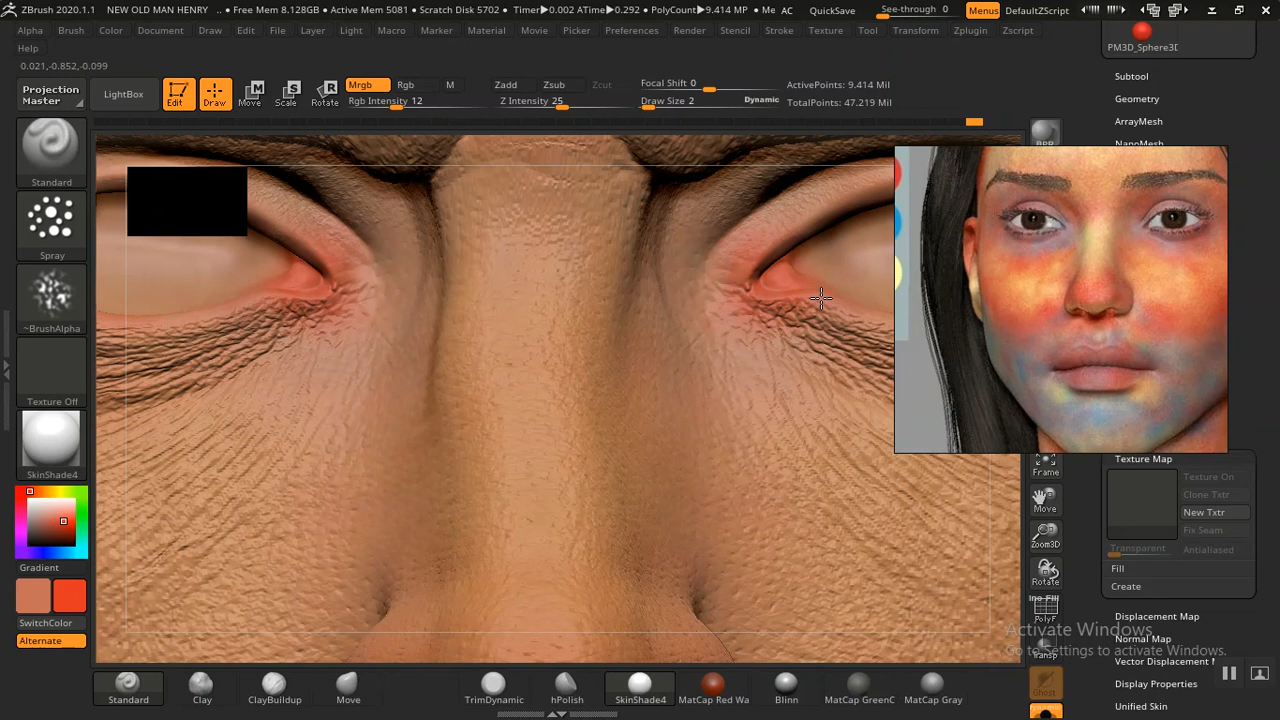 ZBrush 2020.1.1 NEW OLD MAN HENRY .. • Free Mem 8.128GB • Active Mem 5081 • Scratch Disk 5702 • Timer▶0.002 ATime▶0.292 • PolyCount▶9.414 MP • Me AC QuickSave See-through 0 Menus DefaultZScript
Alpha Brush Color Document Draw Edit File Layer Light Macro Marker Material Movie Picker Preferences Render Stencil Stroke Texture Tool Transform Zplugin Zscript
Help
0.021,-0.852,-0.099
PM3D_Sphere3D
Projection Master
LightBox
Edit Draw Move Scale Rotate
M S R
Mrgb Rgb M
Rgb Intensity 12
Zadd Zsub Zcut
Z Intensity 25
Focal Shift 0
Draw Size 2 Dynamic
ActivePoints: 9.414 Mil
TotalPoints: 47.219 Mil
Subtool
Geometry
ArrayMesh
NanoMesh
BPR
Standard
Spray
~BrushAlpha
Texture Off
SkinShade4
Gradient
SwitchColor
Alternate
Frame
Move
Zoom3D
Rotate
PolyF
Transp
Ghost
Texture Map
Texture On
Clone Txtr
New Txtr
Fix Seam
Transparent Antialiased
Fill
Create
Displacement Map
Normal Map
Vector Displacement
Display Properties
Unified Skin
Activate Windows
Go to Settings to activate Windows.
Standard Clay ClayBuildup Move TrimDynamic hPolish SkinShade4 MatCap Red Wa Blinn MatCap GreenC MatCap Gray